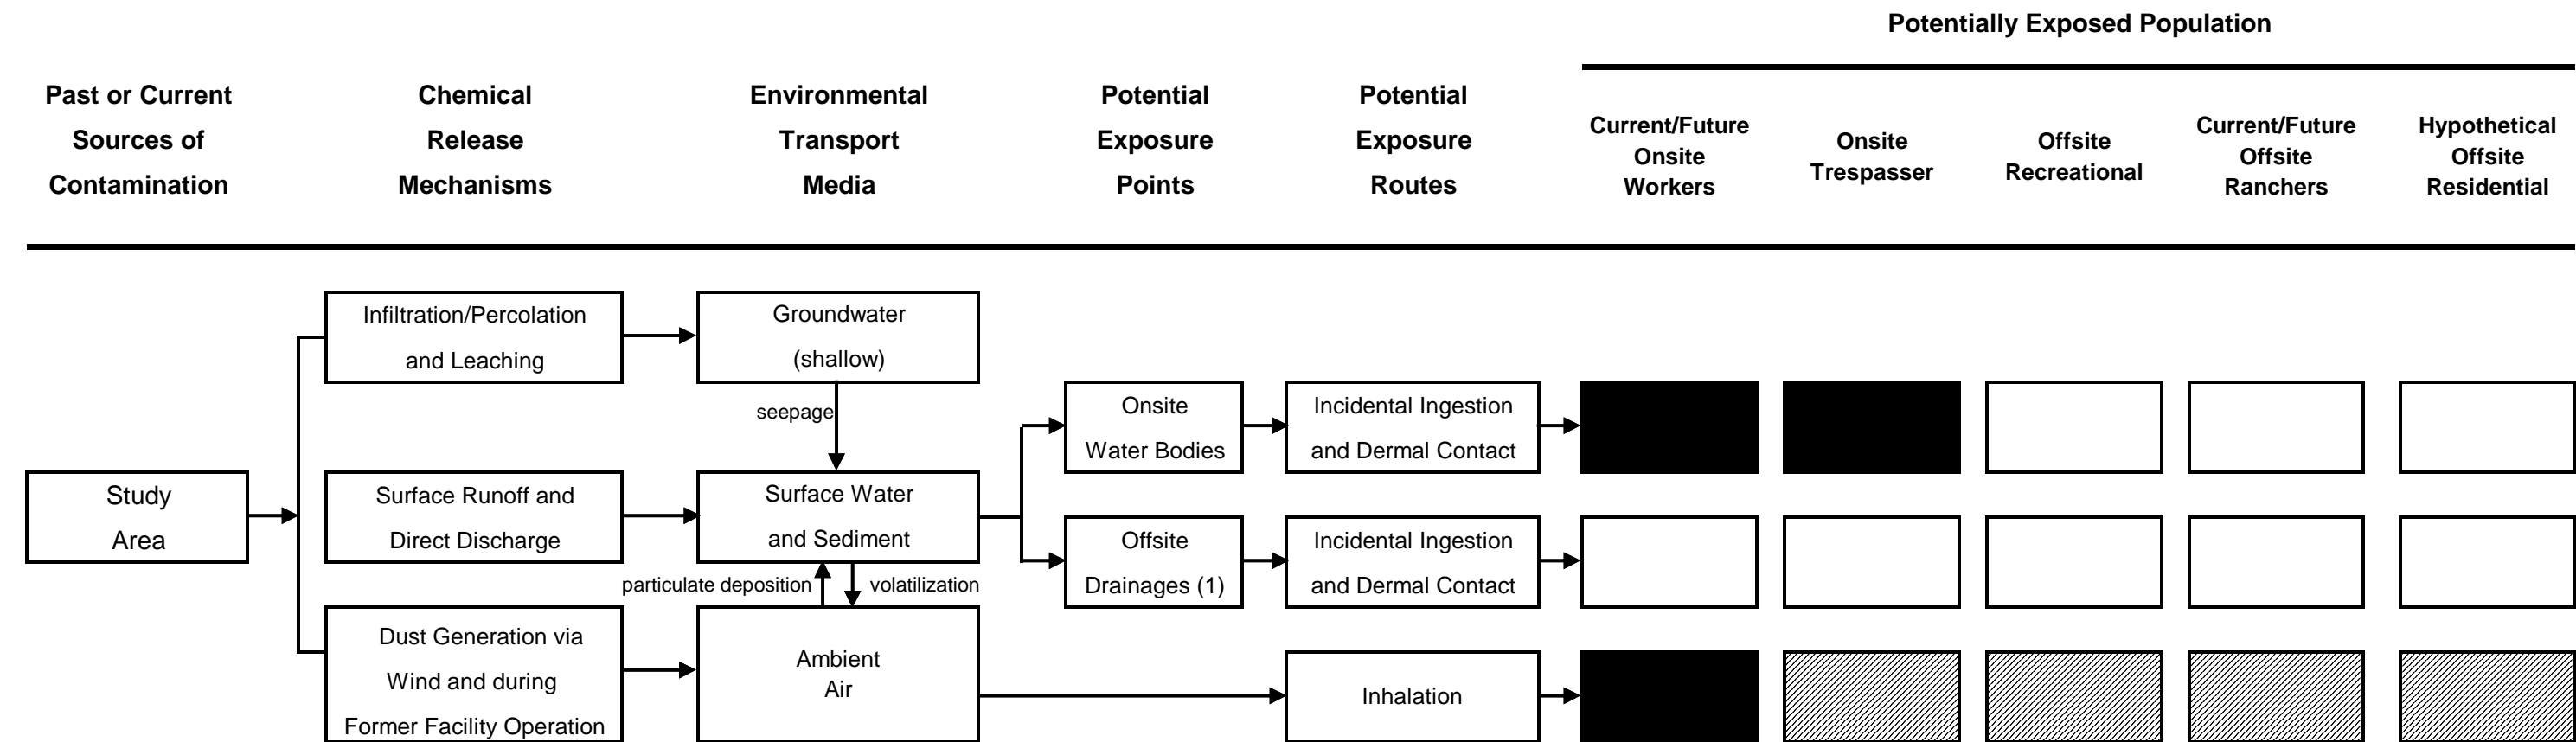 Potentially Exposed Population
Past or Current
Sources of
Contamination
Chemical
Release
Mechanisms
Environmental
Transport
Media
Potential
Exposure
Points
Potential
Exposure
Routes
Current/Future
Onsite
Workers
Onsite
Trespasser
Offsite
Recreational
Current/Future
Offsite
Ranchers
Hypothetical
Offsite
Residential
Infiltration/Percolation
and Leaching
Groundwater
(shallow)
seepage
Onsite
Water Bodies
Incidental Ingestion
and Dermal Contact
Study
Area
Surface Runoff and
Direct Discharge
Surface Water
and Sediment
Offsite
Drainages (1)
Incidental Ingestion
and Dermal Contact
particulate deposition
volatilization
Dust Generation via
Wind and during
Former Facility Operation
Ambient
Air
Inhalation